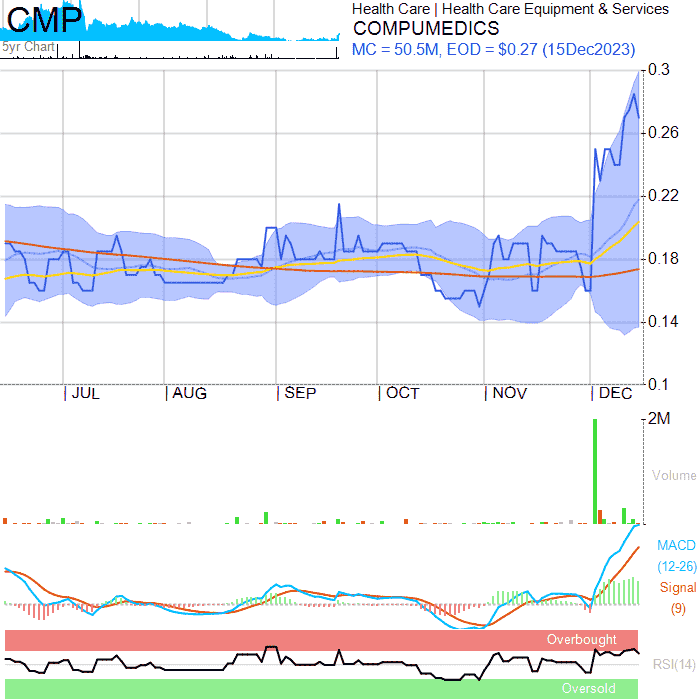 CMP
5yr Chart
Health Care | Health Care Equipment & Services
COMPUMEDICS
MC = 50.5M, EOD = $0.27 (15Dec2023)
0.3
0.26
0.22
0.18
0.14
0.1
| JUL | AUG | SEP | OCT | NOV | DEC
2M
Volume
MACD
(12-26)
Signal
(9)
Overbought
RSI(14)
Oversold